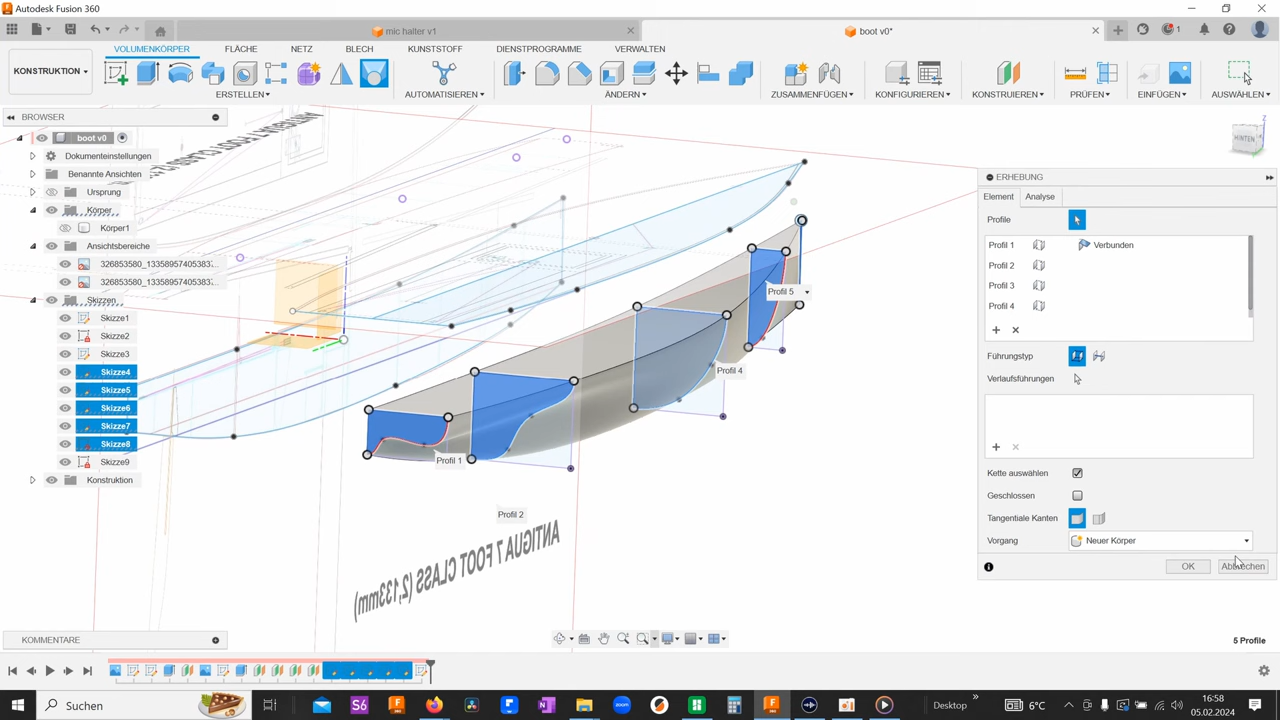 Autodesk Fusion 360
mic halter v1
boot v0*
1
KONSTRUKTION
VOLUMENKÖRPER
FLÄCHE
NETZ
BLECH
KUNSTSTOFF
DIENSTPROGRAMME
VERWALTEN
ERSTELLEN
AUTOMATISIEREN
ÄNDERN
ZUSAMMENFÜGEN
KONFIGURIEREN
KONSTRUIEREN
PRÜFEN
EINFÜGEN
AUSWÄHLEN
BROWSER
boot v0
Dokumenteinstellungen
Benannte Ansichten
Ursprung
Körper
Körper1
Ansichtsbereiche
326853580_13358957405383...
326853580_13358957405383...
Skizzen
Skizze1
Skizze2
Skizze3
Skizze4
Skizze5
Skizze6
Skizze7
Skizze8
Skizze9
Konstruktion
Z
HINTEN
Profil 5
Profil 4
Profil 1
Profil 2
ANTIGUA 7 FOOT CLASS (2,133mm)
ERHEBUNG
Element
Analyse
Profile
Profil 1
Verbunden
Profil 2
Profil 3
Profil 4
Führungstyp
Verlaufsführungen
Kette auswählen
Geschlossen
Tangentiale Kanten
Vorgang
Neuer Körper
OK
Abbrechen
KOMMENTARE
5 Profile
Suchen
Desktop
6°C
16:58
05.02.2024